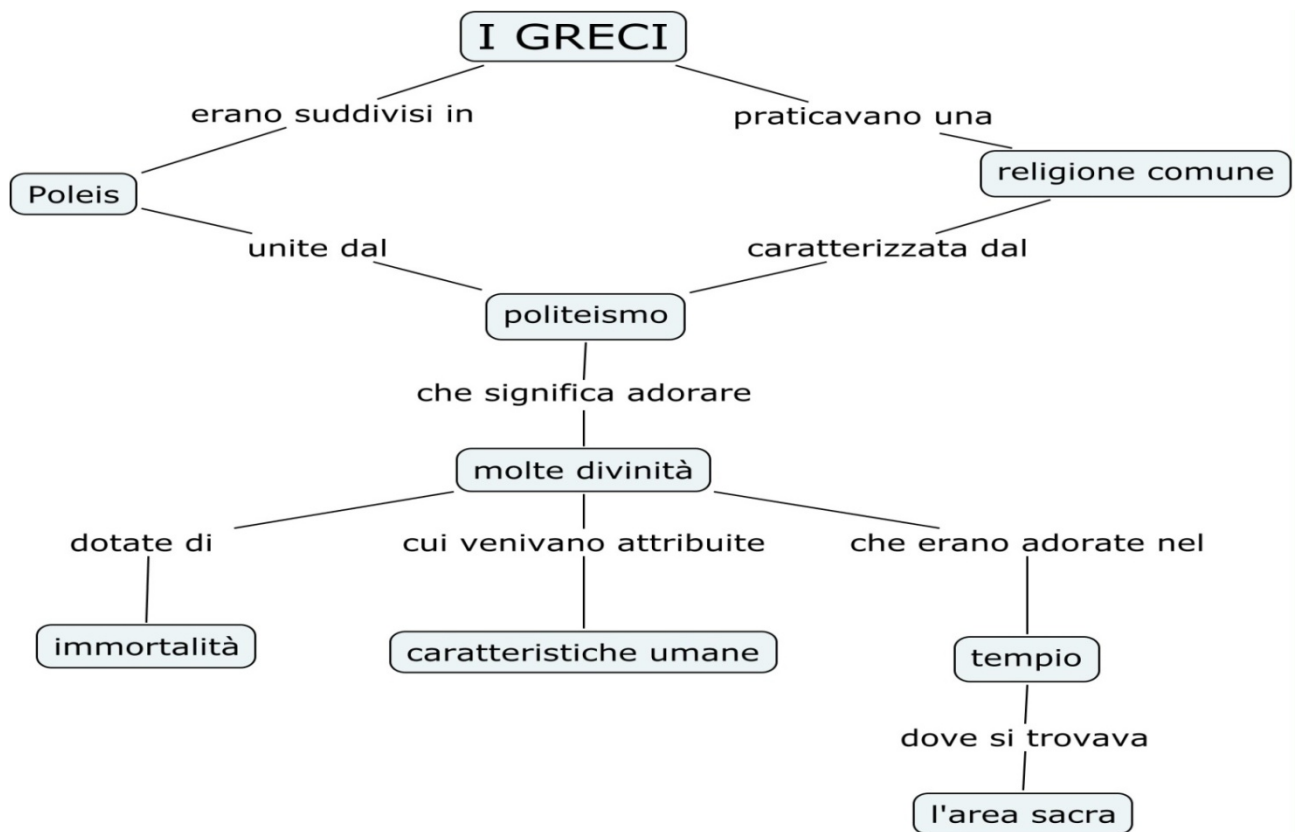 I GRECI
erano suddivisi in
praticavano una
religione comune
Poleis
unite dal
caratterizzata dal
politeismo
che significa adorare
molte divinità
dotate di
cui venivano attribuite
che erano adorate nel
immortalità
caratteristiche umane
tempio
dove si trovava
l'area sacra